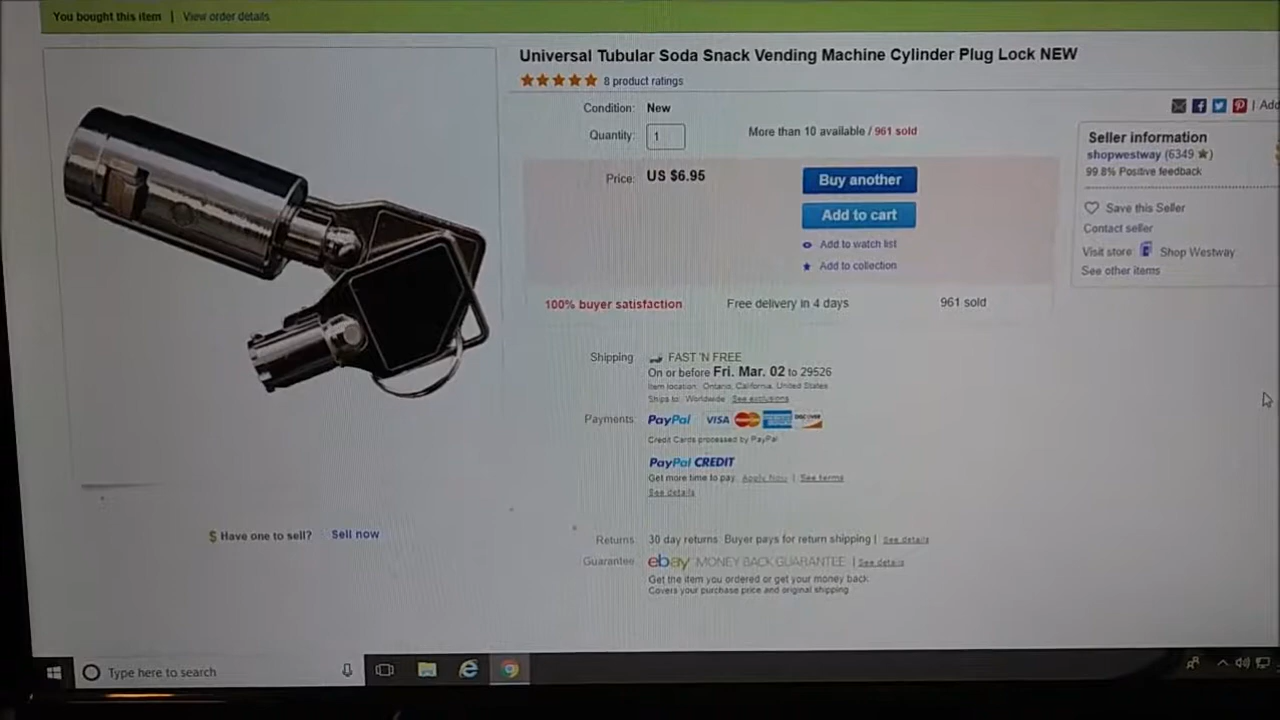 You bought this item | View order details
Universal Tubular Soda Snack Vending Machine Cylinder Plug Lock NEW
8 product ratings
Condition: New
| Add
Quantity: 1
More than 10 available / 961 sold
Seller information
shopwestway (6349)
99.8% Positive feedback
Price: US $6.95
Buy another
Add to cart
Add to watch list
Add to collection
Save this Seller
Contact seller
Visit store: Shop Westway
See other items
100% buyer satisfaction
Free delivery in 4 days
961 sold
Shipping: FAST 'N FREE
On or before Fri. Mar. 02 to 29526
Item location: Ontario, California, United States
Ships to: Worldwide See exclusions
Payments: PayPal VISA MasterCard AMERICAN EXPRESS DISCOVER
Credit Cards processed by PayPal
PayPal CREDIT
Get more time to pay. Apply Now | See terms
See details
$ Have one to sell? Sell now
Returns: 30 day returns. Buyer pays for return shipping | See details
Guarantee: ebay MONEY BACK GUARANTEE | See details
Get the item you ordered or get your money back.
Covers your purchase price and original shipping.
Type here to search